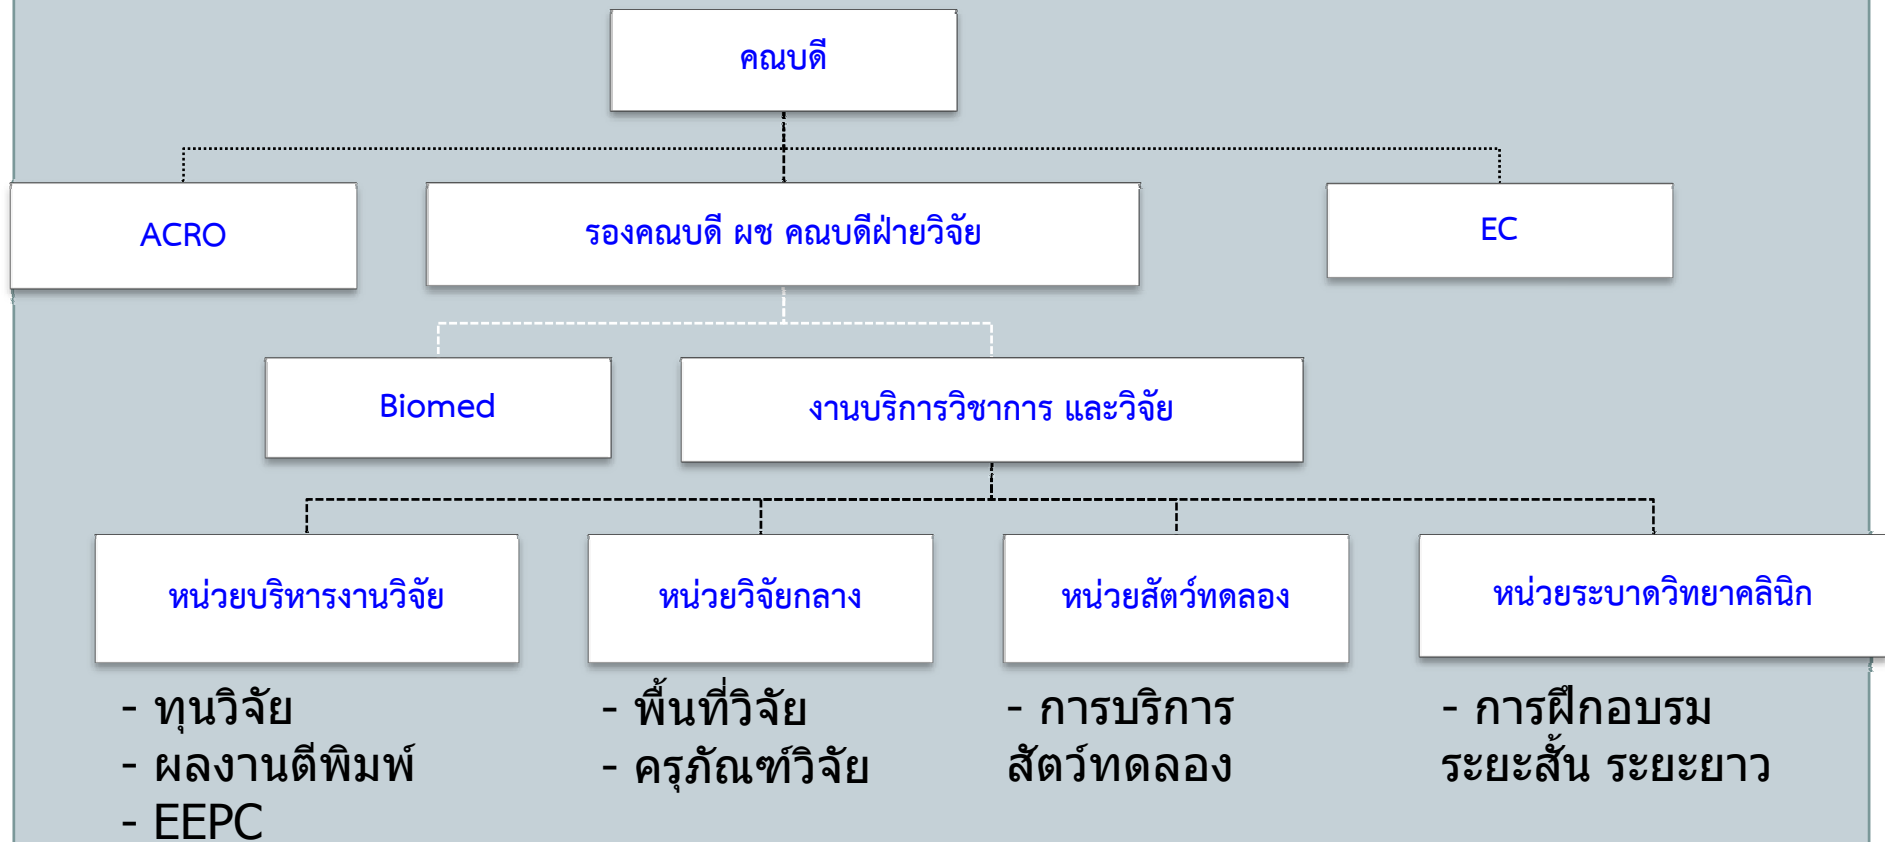 คณบดี
ACRO
รองคณบดี ผช คณบดีฝ่ายวิจัย
EC
Biomed
งานบริการวิชาการ และวิจัย
หน่วยบริหารงานวิจัย
หน่วยวิจัยกลาง
หน่วยสัตว์ทดลอง
หน่วยระบาดวิทยาคลินิก
- ทุนวิจัย
- ผลงานตีพิมพ์
- EEPC
- พื้นที่วิจัย
- ครุภัณฑ์วิจัย
- การบริการ
สัตว์ทดลอง
- การฝึกอบรม
ระยะสั้น ระยะยาว